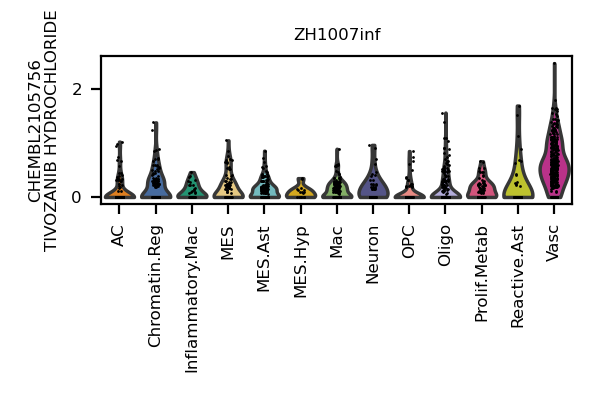 ZH1007inf
CHEMBL2105756
TIVOZANIB HYDROCHLORIDE
2
0
AC
Chromatin.Reg
Inflammatory.Mac
MES
MES.Ast
MES.Hyp
Mac
Neuron
OPC
Oligo
Prolif.Metab
Reactive.Ast
Vasc